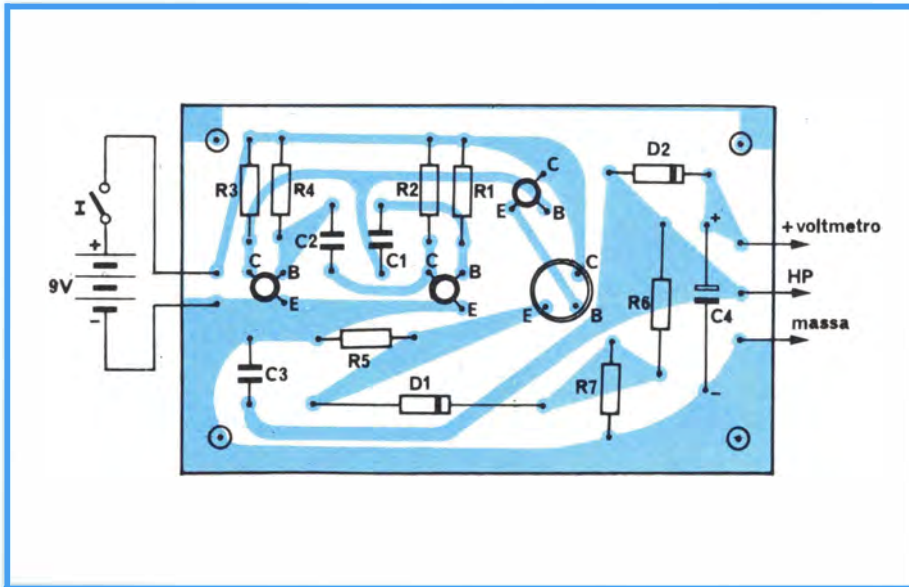 D2
C
R3
R4
R2
R1
I
E
B
+
C2
C1
+ voltmetro
+
C
B
C
B
C
HP
9V
R6
E
E
E
B
C4
-
R5
massa
C3
D1
R7
-